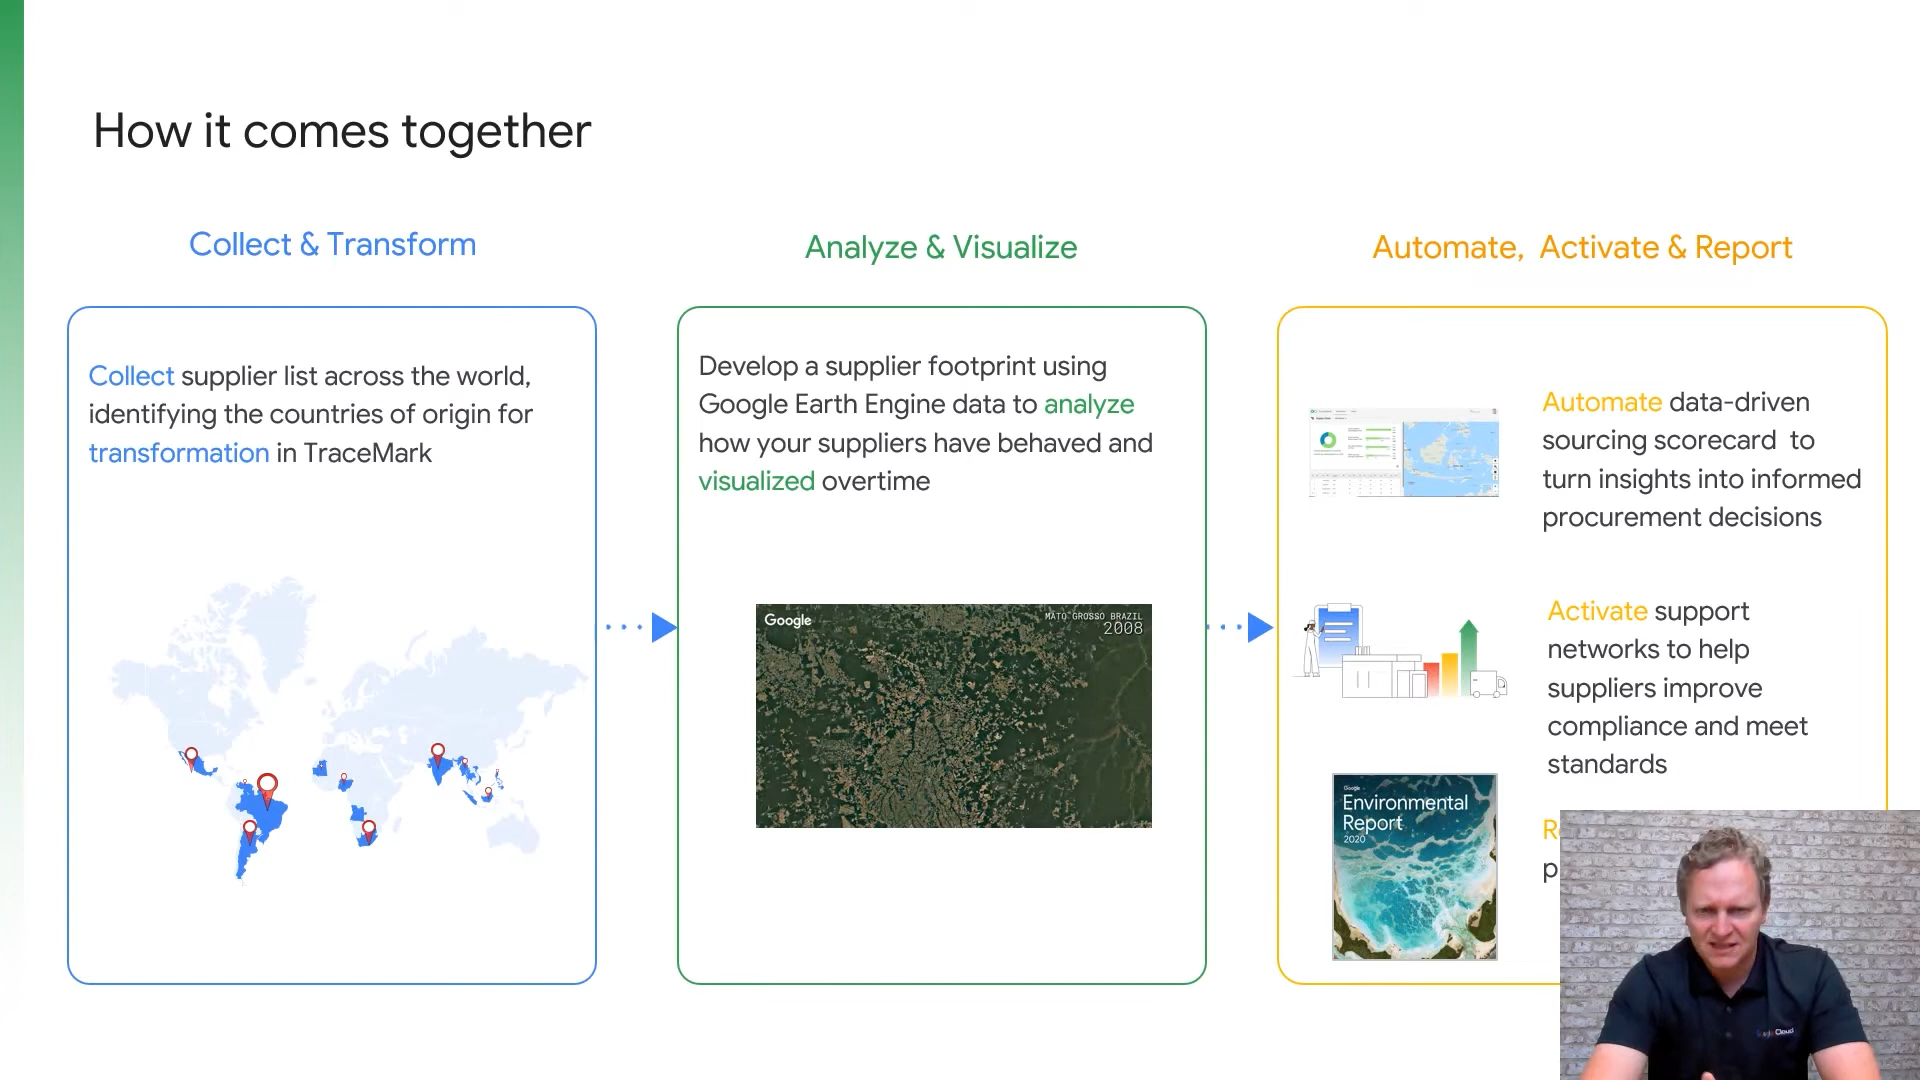 How it comes together
Collect & Transform
Collect supplier list across the world,
identifying the countries of origin for
transformation in TraceMark
Analyze & Visualize
Develop a supplier footprint using
Google Earth Engine data to analyze
how your suppliers have behaved and
visualized overtime
Google
MATO GROSSO BRAZIL
2008
Automate, Activate & Report
Automate data-driven
sourcing scorecard to
turn insights into informed
procurement decisions
Activate support
networks to help
suppliers improve
compliance and meet
standards
Google
Environmental
Report
2020
Cloud